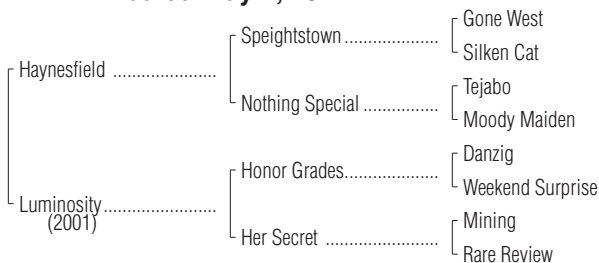 Gone West
Speightstown
Silken Cat
Haynesfield
Tejabo
Nothing Special
Moody Maiden
Danzig
Honor Grades
Weekend Surprise
Luminosity
(2001)
Mining
Her Secret
Rare Review